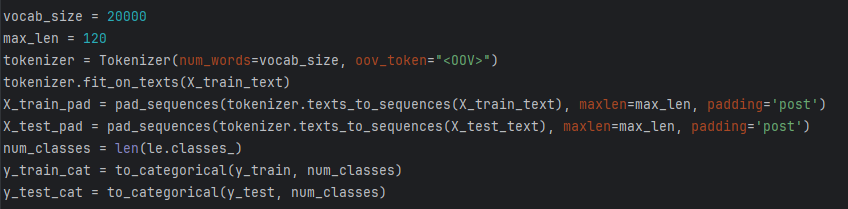 vocab_size = 20000
max_len = 120
tokenizer = Tokenizer(num_words=vocab_size, oov_token="<OOV>")
tokenizer.fit_on_texts(X_train_text)
X_train_pad = pad_sequences(tokenizer.texts_to_sequences(X_train_text), maxlen=max_len, padding='post')
X_test_pad = pad_sequences(tokenizer.texts_to_sequences(X_test_text), maxlen=max_len, padding='post')
num_classes = len(le.classes_)
y_train_cat = to_categorical(y_train, num_classes)
y_test_cat = to_categorical(y_test, num_classes)